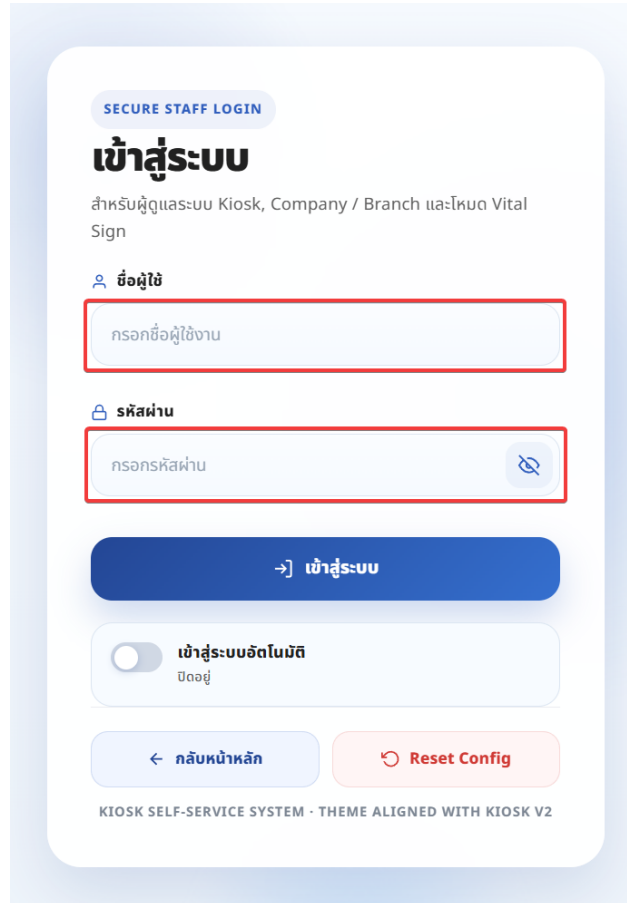 SECURE STAFF LOGIN
เข้าสู่ระบบ
สำหรับผู้ดูแลระบบ Kiosk, Company / Branch และโหมด Vital
Sign
ชื่อผู้ใช้
กรอกชื่อผู้ใช้งาน
รหัสผ่าน
กรอกรหัสผ่าน
เข้าสู่ระบบ
เข้าสู่ระบบอัตโนมัติ
ปิดอยู่
กลับหน้าหลัก
Reset Config
KIOSK SELF-SERVICE SYSTEM · THEME ALIGNED WITH KIOSK V2